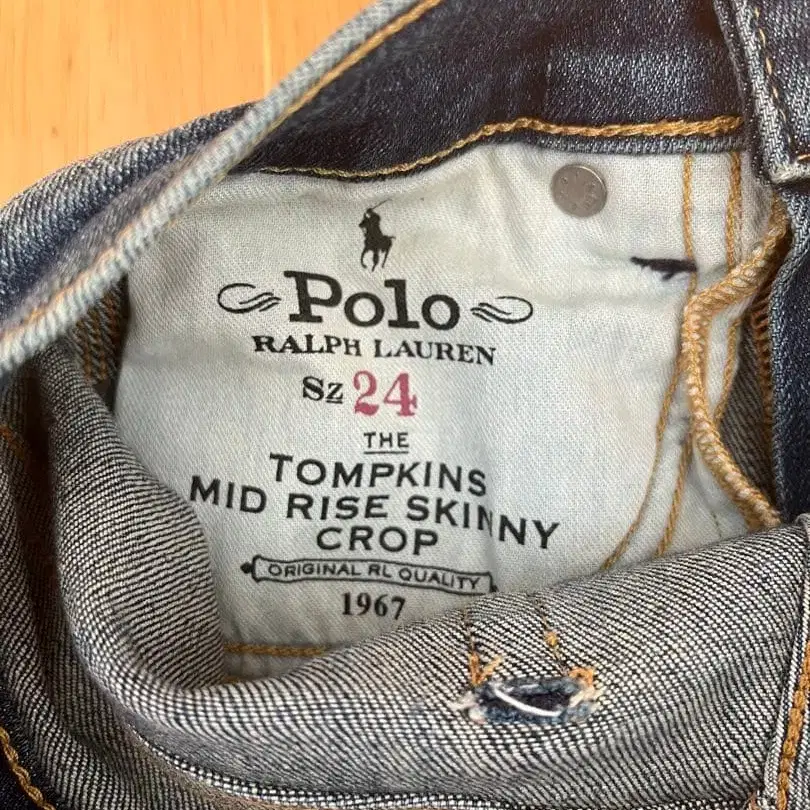 Polo
RALPH LAUREN
Sz 24
THE
TOMPKINS
MID RISE SKINNY
CROP
ORIGINAL RL QUALITY
1967